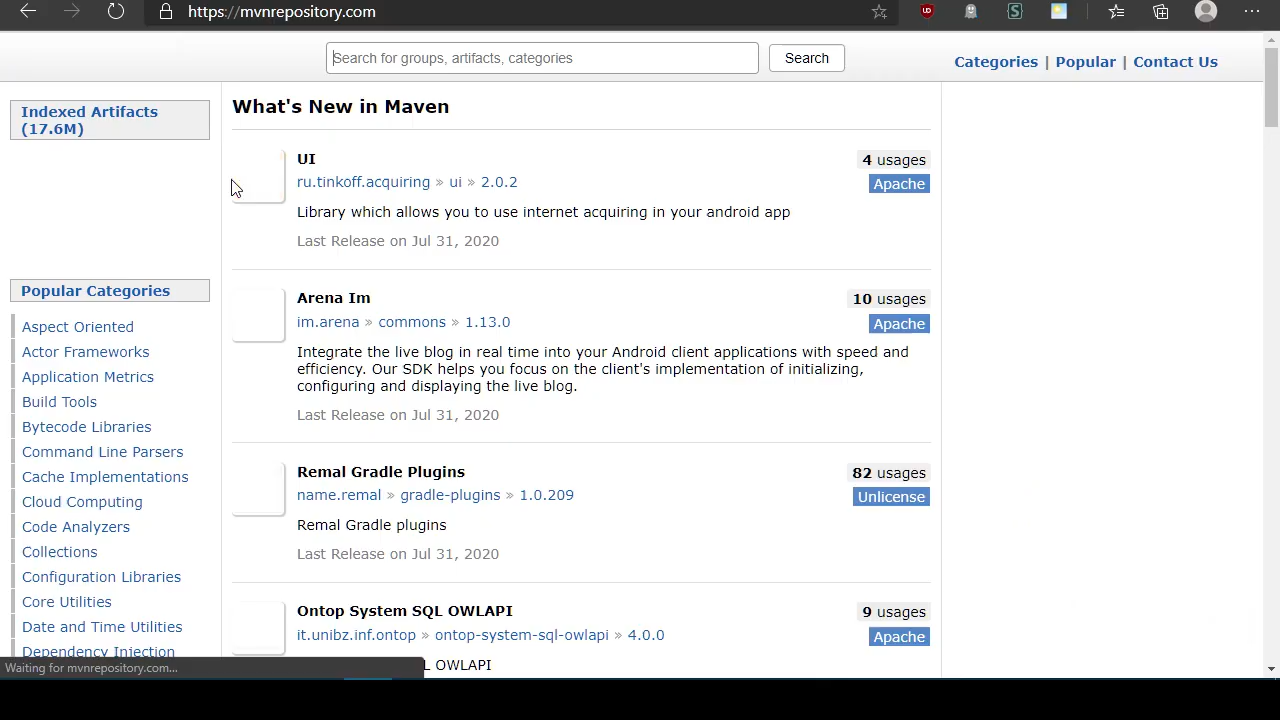 https://mvnrepository.com
Search for groups, artifacts, categories
Search
Categories | Popular | Contact Us
Indexed Artifacts
(17.6M)
Popular Categories
Aspect Oriented
Actor Frameworks
Application Metrics
Build Tools
Bytecode Libraries
Command Line Parsers
Cache Implementations
Cloud Computing
Code Analyzers
Collections
Configuration Libraries
Core Utilities
Date and Time Utilities
Dependency Injection
Waiting for mvnrepository.com...
What's New in Maven
UI
4 usages
ru.tinkoff.acquiring » ui » 2.0.2
Apache
Library which allows you to use internet acquiring in your android app
Last Release on Jul 31, 2020
Arena Im
10 usages
im.arena » commons » 1.13.0
Apache
Integrate the live blog in real time into your Android client applications with speed and
efficiency. Our SDK helps you focus on the client's implementation of initializing,
configuring and displaying the live blog.
Last Release on Jul 31, 2020
Remal Gradle Plugins
82 usages
name.remal » gradle-plugins » 1.0.209
Unlicense
Remal Gradle plugins
Last Release on Jul 31, 2020
Ontop System SQL OWLAPI
9 usages
it.unibz.inf.ontop » ontop-system-sql-owlapi » 4.0.0
Apache
L OWLAPI